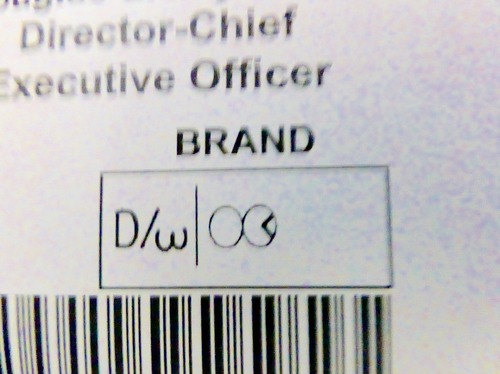 Director-Chief
Executive Officer
BRAND
D/ω